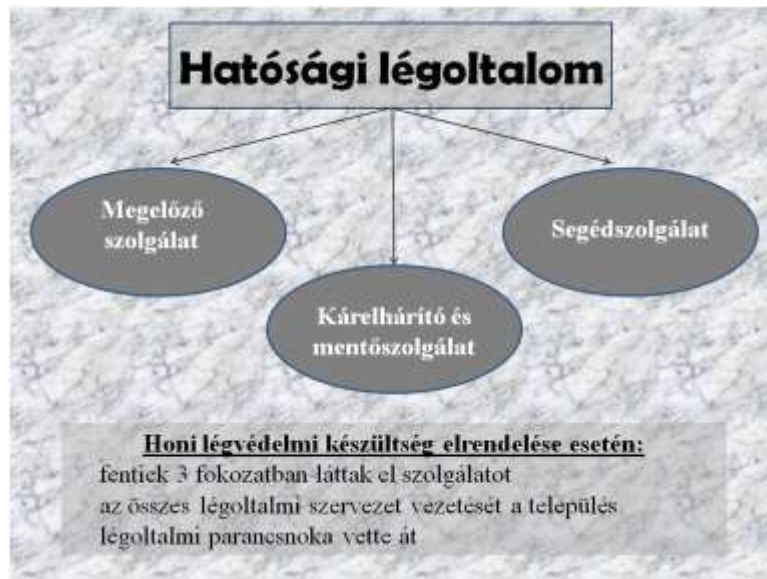 Hatósági légoltalom
Megelőző
szolgálat
Segédszolgálat
Kárelhárító és
mentőszolgálat
Honi légvédelmi készültség elrendelése esetén:
fentiek 3 fokozatban láttak el szolgálatot
az összes légoltalmi szervezet vezetését a település
légoltalmi parancsnoka vette át